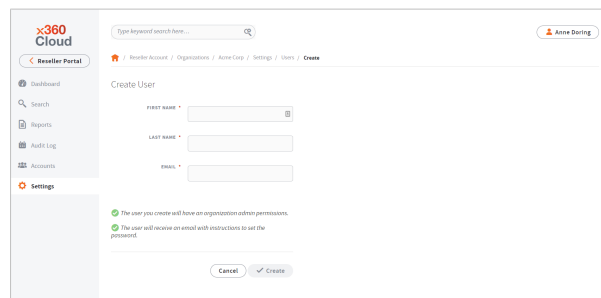 x360
Cloud
Type keyword search here...
Anne Doring
Reseller Portal
/ Reseller Account / Organizations / Acme Corp / Settings / Users / Create
Dashboard
Create User
Search
FIRST NAME *
Reports
LAST NAME *
Audit Log
Accounts
EMAIL *
Settings
The user you create will have an organization admin permissions.
The user will receive an email with instructions to set the
password.
Cancel
Create